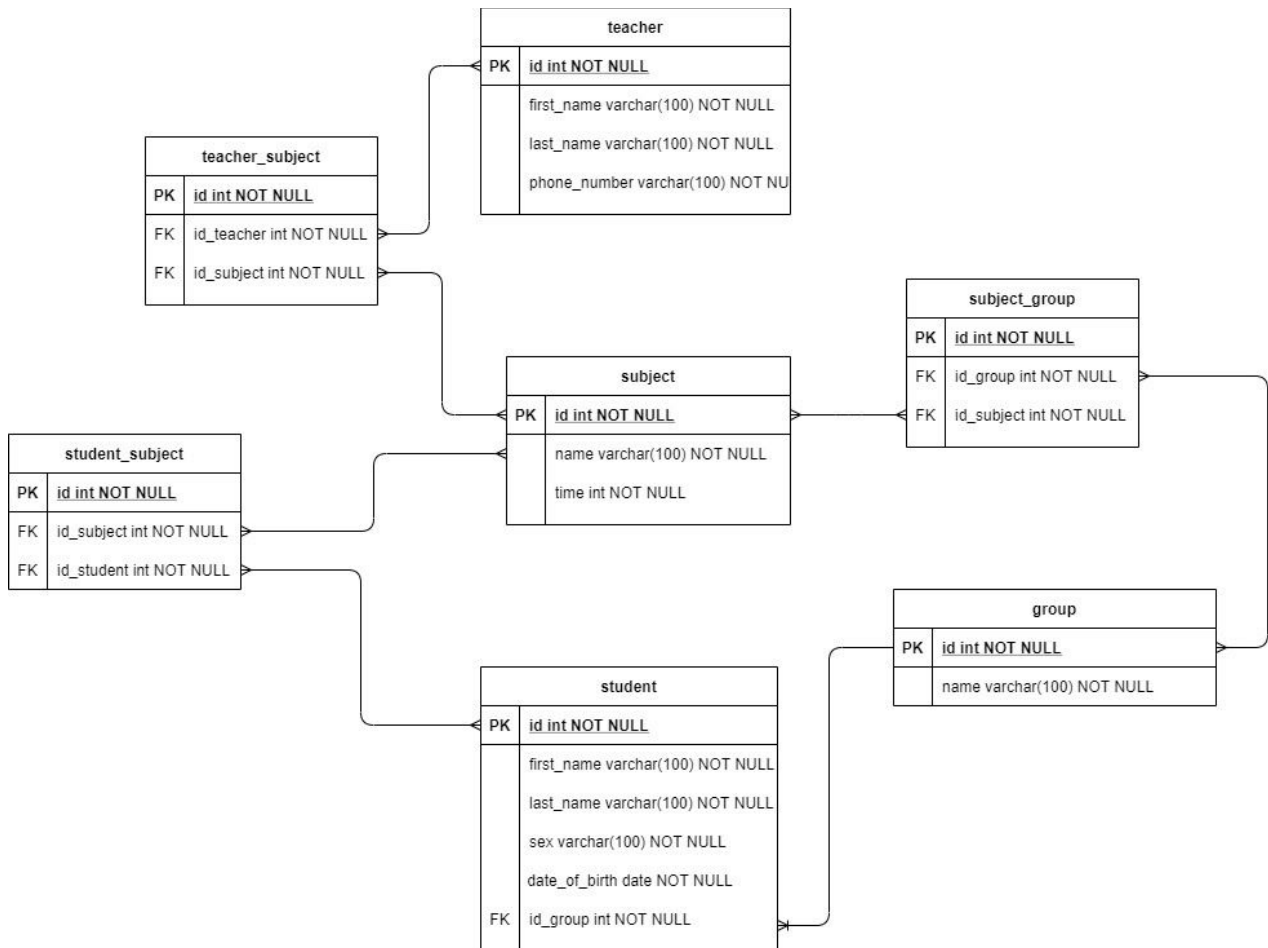 teacher
PK id int NOT NULL
first_name varchar(100) NOT NULL
last_name varchar(100) NOT NULL
phone_number varchar(100) NOT NU
teacher_subject
PK id int NOT NULL
FK id_teacher int NOT NULL
FK id_subject int NOT NULL
subject_group
PK id int NOT NULL
FK id_group int NOT NULL
FK id_subject int NOT NULL
subject
PK id int NOT NULL
name varchar(100) NOT NULL
time int NOT NULL
student_subject
PK id int NOT NULL
FK id_subject int NOT NULL
FK id_student int NOT NULL
group
PK id int NOT NULL
name varchar(100) NOT NULL
student
PK id int NOT NULL
first_name varchar(100) NOT NULL
last_name varchar(100) NOT NULL
sex varchar(100) NOT NULL
date_of_birth date NOT NULL
FK id_group int NOT NULL